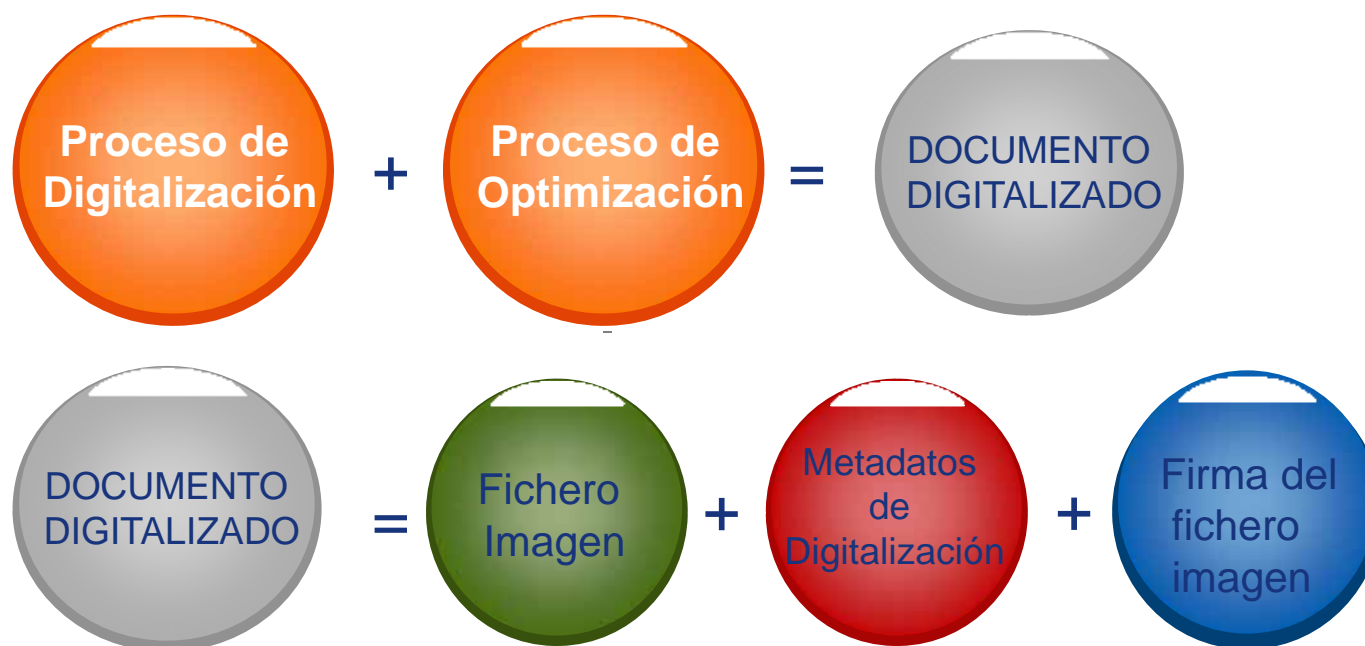 Proceso de
Digitalización
+
Proceso de
Optimización
=
DOCUMENTO
DIGITALIZADO
DOCUMENTO
DIGITALIZADO
=
Fichero
Imagen
+
Metadatos
de
Digitalización
+
Firma del
fichero
imagen